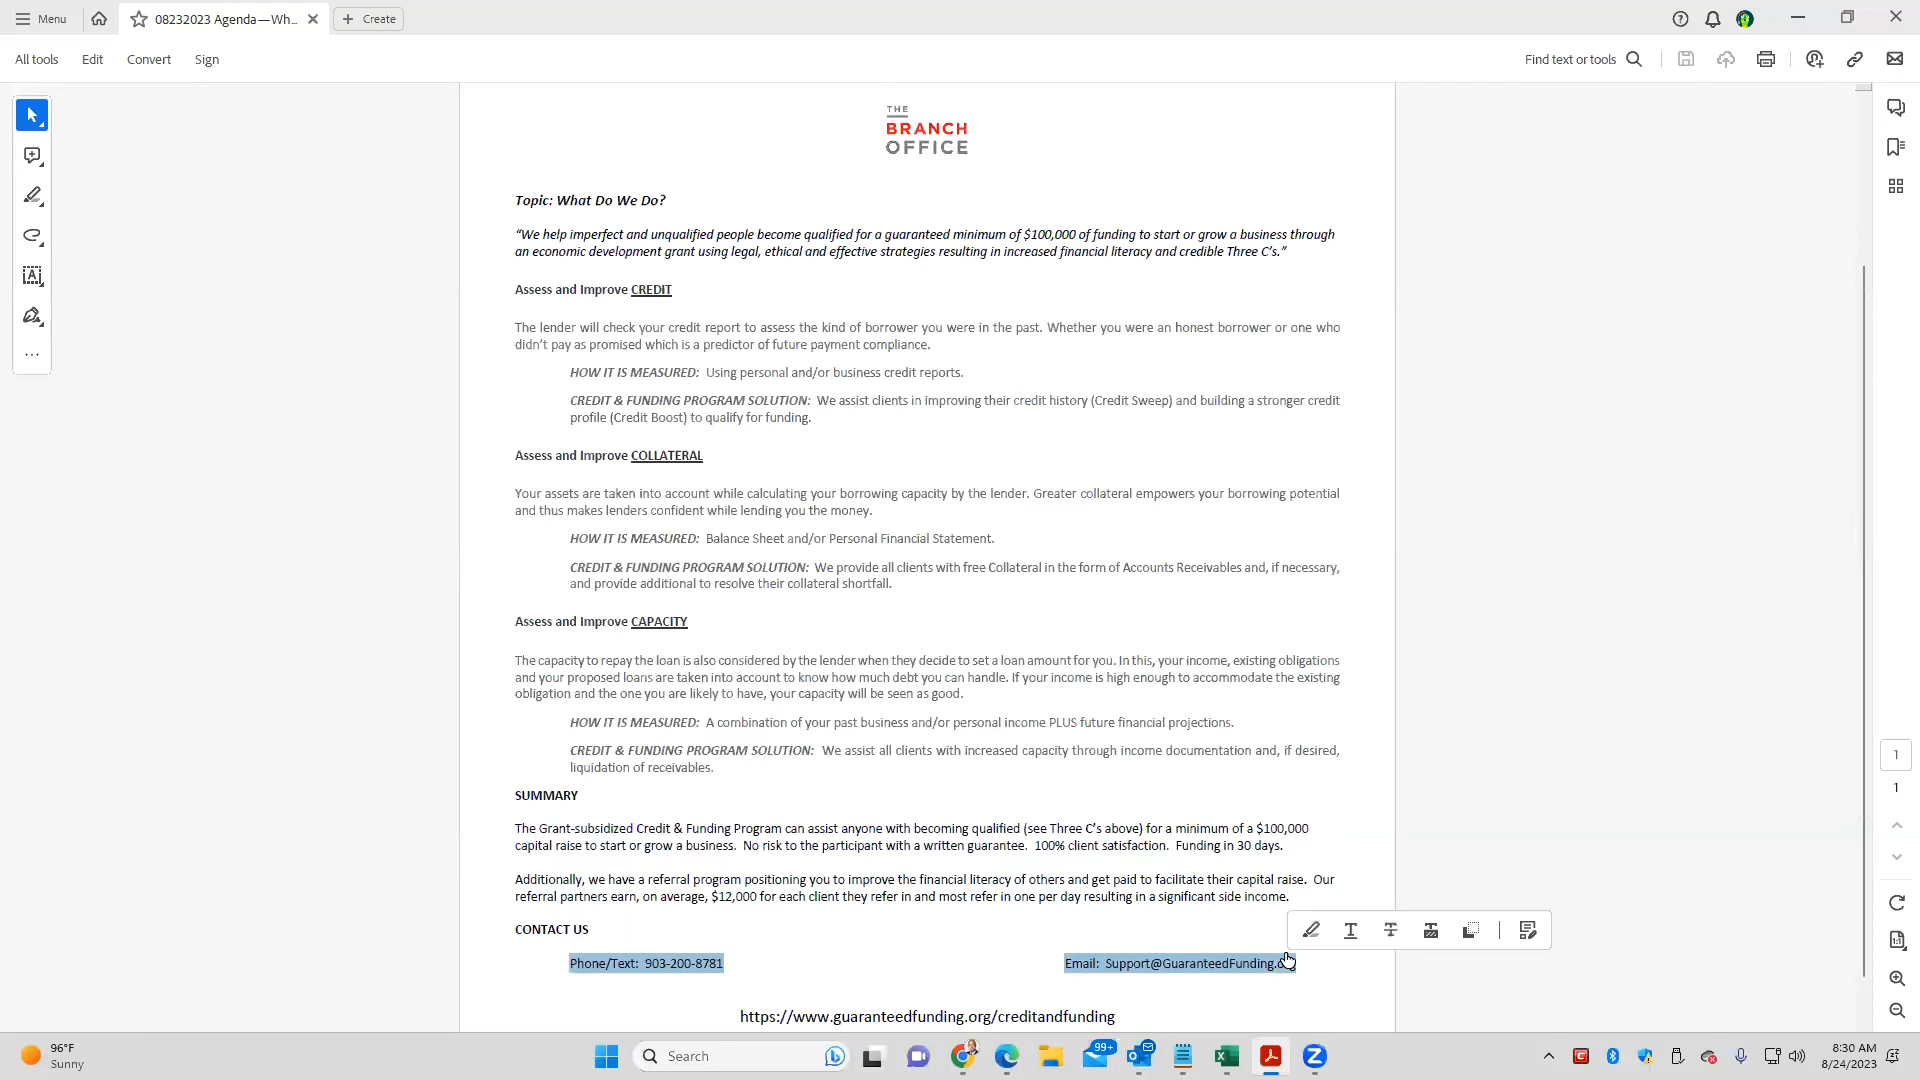 Menu
08232023 Agenda—Wh...
Create
All tools
Edit
Convert
Sign
Find text or tools
THE
BRANCH
OFFICE
Topic: What Do We Do?
“We help imperfect and unqualified people become qualified for a guaranteed minimum of $100,000 of funding to start or grow a business through
an economic development grant using legal, ethical and effective strategies resulting in increased financial literacy and credible Three C’s.”
Assess and Improve CREDIT
The lender will check your credit report to assess the kind of borrower you were in the past. Whether you were an honest borrower or one who
didn’t pay as promised which is a predictor of future payment compliance.
HOW IT IS MEASURED: Using personal and/or business credit reports.
CREDIT & FUNDING PROGRAM SOLUTION: We assist clients in improving their credit history (Credit Sweep) and building a stronger credit
profile (Credit Boost) to qualify for funding.
Assess and Improve COLLATERAL
Your assets are taken into account while calculating your borrowing capacity by the lender. Greater collateral empowers your borrowing potential
and thus makes lenders confident while lending you the money.
HOW IT IS MEASURED: Balance Sheet and/or Personal Financial Statement.
CREDIT & FUNDING PROGRAM SOLUTION: We provide all clients with free Collateral in the form of Accounts Receivables and, if necessary,
and provide additional to resolve their collateral shortfall.
Assess and Improve CAPACITY
The capacity to repay the loan is also considered by the lender when they decide to set a loan amount for you. In this, your income, existing obligations
and your proposed loans are taken into account to know how much debt you can handle. If your income is high enough to accommodate the existing
obligation and the one you are likely to have, your capacity will be seen as good.
HOW IT IS MEASURED: A combination of your past business and/or personal income PLUS future financial projections.
CREDIT & FUNDING PROGRAM SOLUTION: We assist all clients with increased capacity through income documentation and, if desired,
liquidation of receivables.
SUMMARY
The Grant-subsidized Credit & Funding Program can assist anyone with becoming qualified (see Three C’s above) for a minimum of a $100,000
capital raise to start or grow a business. No risk to the participant with a written guarantee. 100% client satisfaction. Funding in 30 days.
Additionally, we have a referral program positioning you to improve the financial literacy of others and get paid to facilitate their capital raise. Our
referral partners earn, on average, $12,000 for each client they refer in and most refer in one per day resulting in a significant side income.
CONTACT US
Phone/Text: 903-200-8781
Email: Support@GuaranteedFunding.org
https://www.guaranteedfunding.org/creditandfunding
1
1
96°F
Sunny
Search
99+
8:30 AM
8/24/2023